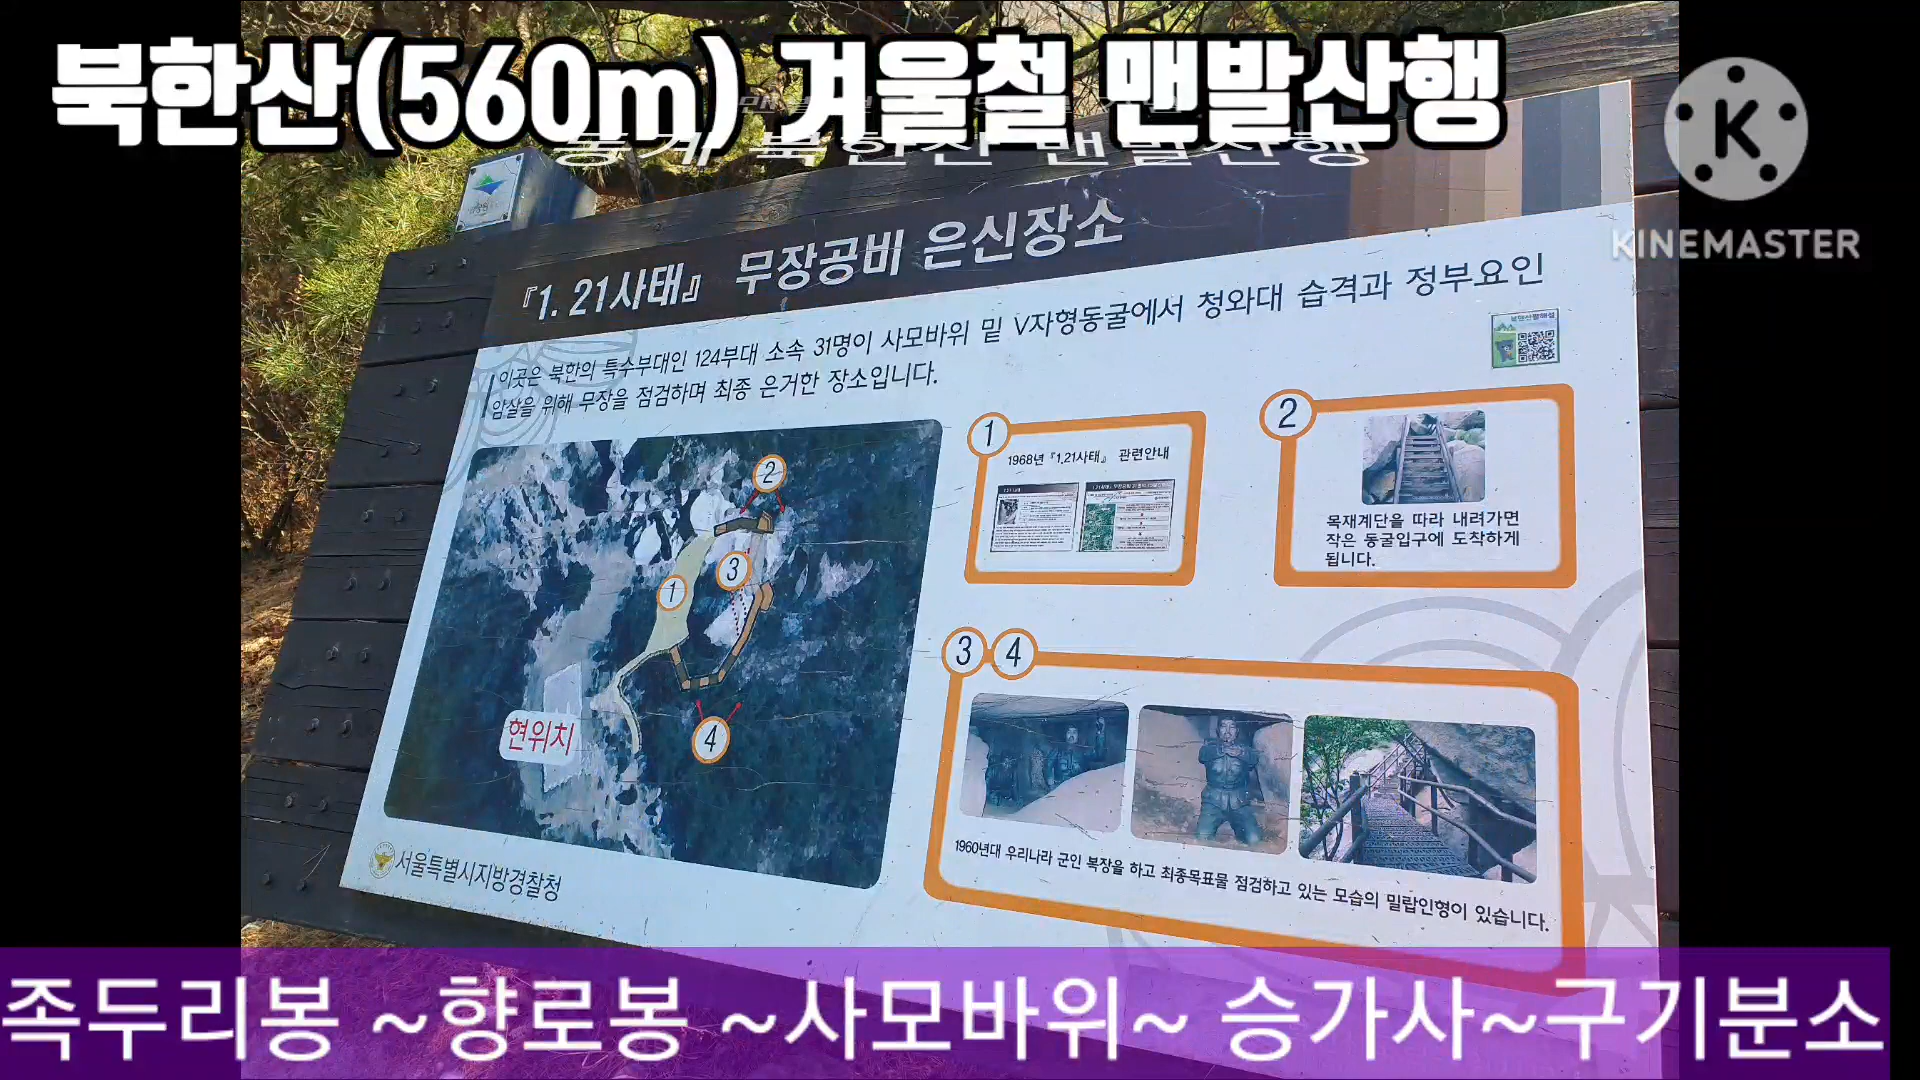 북한산(560m) 겨울철 맨발산행
동계 북한산 맨발산행
K
KINEMASTER
『1. 21사태』 무장공비 은신장소
이곳은 북한의 특수부대인 124부대 소속 31명이 사모바위 밑 V자형동굴에서 청와대 습격과 정부요인
암살을 위해 무장을 점검하며 최종 은거한 장소입니다.
1
1968년 『1.21사태』 관련안내
2
목재계단을 따라 내려가면
작은 동굴입구에 도착하게
됩니다.
2
3
1
4
현위치
3 4
1960년대 우리나라 군인 복장을 하고 최종목표물 점검하고 있는 모습의 밀랍인형이 있습니다.
서울특별시지방경찰청
족두리봉 ~향로봉 ~사모바위~ 승가사~구기분소